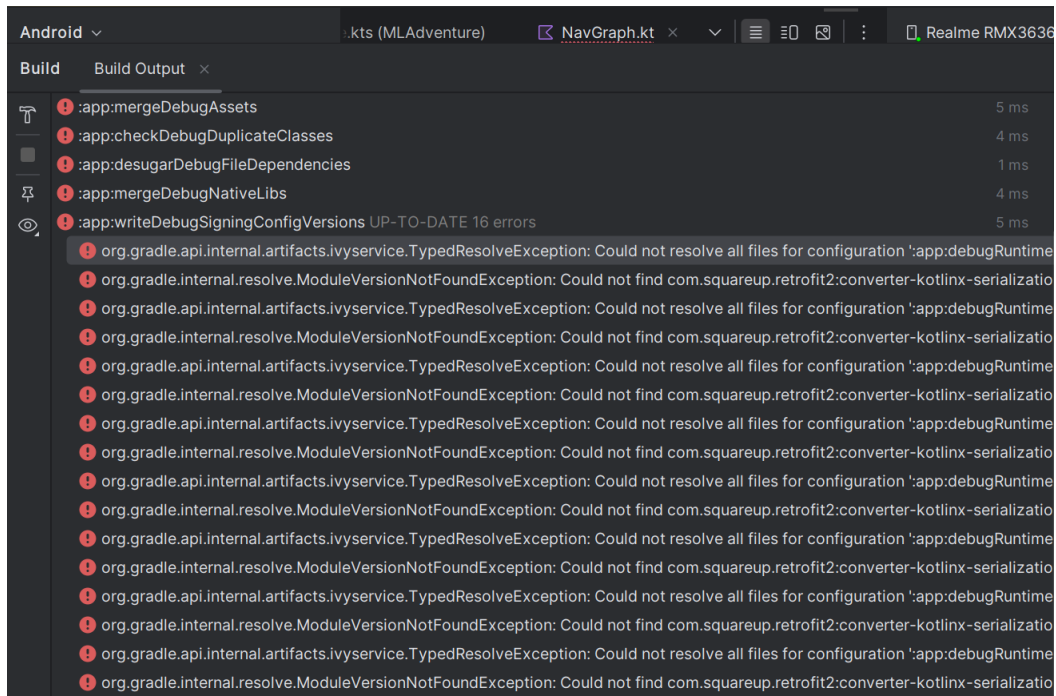 Android
.kts (MLAdventure)
NavGraph.kt
Realme RMX3636
Build
Build Output
:app:mergeDebugAssets 5 ms
:app:checkDebugDuplicateClasses 4 ms
:app:desugarDebugFileDependencies 1 ms
:app:mergeDebugNativeLibs 4 ms
:app:writeDebugSigningConfigVersions UP-TO-DATE 16 errors 5 ms
org.gradle.api.internal.artifacts.ivyservice.TypedResolveException: Could not resolve all files for configuration ':app:debugRuntime
org.gradle.internal.resolve.ModuleVersionNotFoundException: Could not find com.squareup.retrofit2:converter-kotlinx-serializatio
org.gradle.api.internal.artifacts.ivyservice.TypedResolveException: Could not resolve all files for configuration ':app:debugRuntime
org.gradle.internal.resolve.ModuleVersionNotFoundException: Could not find com.squareup.retrofit2:converter-kotlinx-serializatio
org.gradle.api.internal.artifacts.ivyservice.TypedResolveException: Could not resolve all files for configuration ':app:debugRuntime
org.gradle.internal.resolve.ModuleVersionNotFoundException: Could not find com.squareup.retrofit2:converter-kotlinx-serializatio
org.gradle.api.internal.artifacts.ivyservice.TypedResolveException: Could not resolve all files for configuration ':app:debugRuntime
org.gradle.internal.resolve.ModuleVersionNotFoundException: Could not find com.squareup.retrofit2:converter-kotlinx-serializatio
org.gradle.api.internal.artifacts.ivyservice.TypedResolveException: Could not resolve all files for configuration ':app:debugRuntime
org.gradle.internal.resolve.ModuleVersionNotFoundException: Could not find com.squareup.retrofit2:converter-kotlinx-serializatio
org.gradle.api.internal.artifacts.ivyservice.TypedResolveException: Could not resolve all files for configuration ':app:debugRuntime
org.gradle.internal.resolve.ModuleVersionNotFoundException: Could not find com.squareup.retrofit2:converter-kotlinx-serializatio
org.gradle.api.internal.artifacts.ivyservice.TypedResolveException: Could not resolve all files for configuration ':app:debugRuntime
org.gradle.internal.resolve.ModuleVersionNotFoundException: Could not find com.squareup.retrofit2:converter-kotlinx-serializatio
org.gradle.api.internal.artifacts.ivyservice.TypedResolveException: Could not resolve all files for configuration ':app:debugRuntime
org.gradle.internal.resolve.ModuleVersionNotFoundException: Could not find com.squareup.retrofit2:converter-kotlinx-serializatio